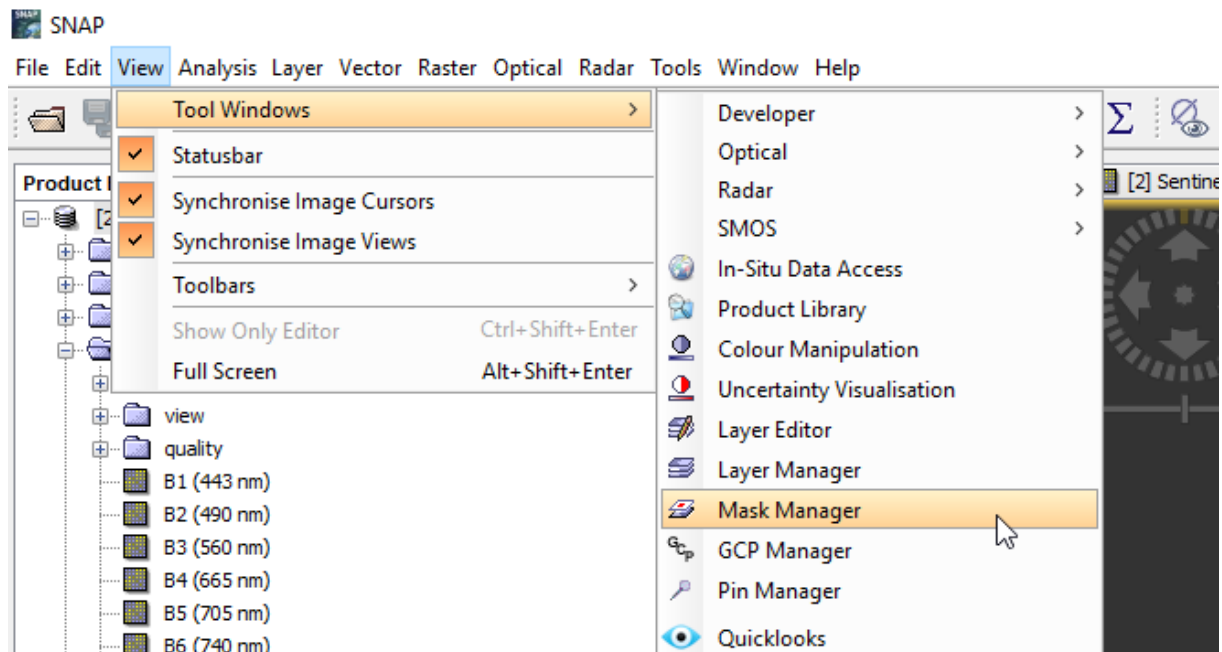 SNAP
File Edit View Analysis Layer Vector Raster Optical Radar Tools Window Help
Tool Windows
Statusbar
Synchronise Image Cursors
Synchronise Image Views
Toolbars
Show Only Editor Ctrl+Shift+Enter
Full Screen Alt+Shift+Enter
Developer
Optical
Radar
SMOS
In-Situ Data Access
Product Library
Colour Manipulation
Uncertainty Visualisation
Layer Editor
Layer Manager
Mask Manager
GCP Manager
Pin Manager
Quicklooks
Product
[2] Sentine
view
quality
B1 (443 nm)
B2 (490 nm)
B3 (560 nm)
B4 (665 nm)
B5 (705 nm)
B6 (740 nm)